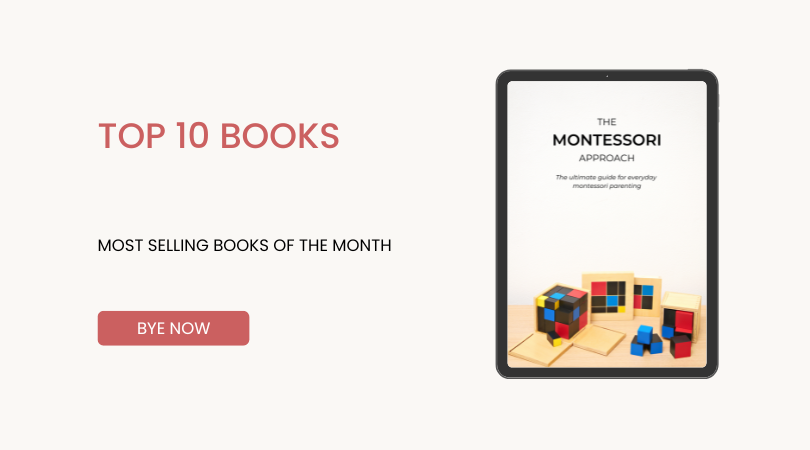 TOP 10 BOOKS
MOST SELLING BOOKS OF THE MONTH
BYE NOW
THE
MONTESSORI
APPROACH
The ultimate guide for everyday
montessori parenting